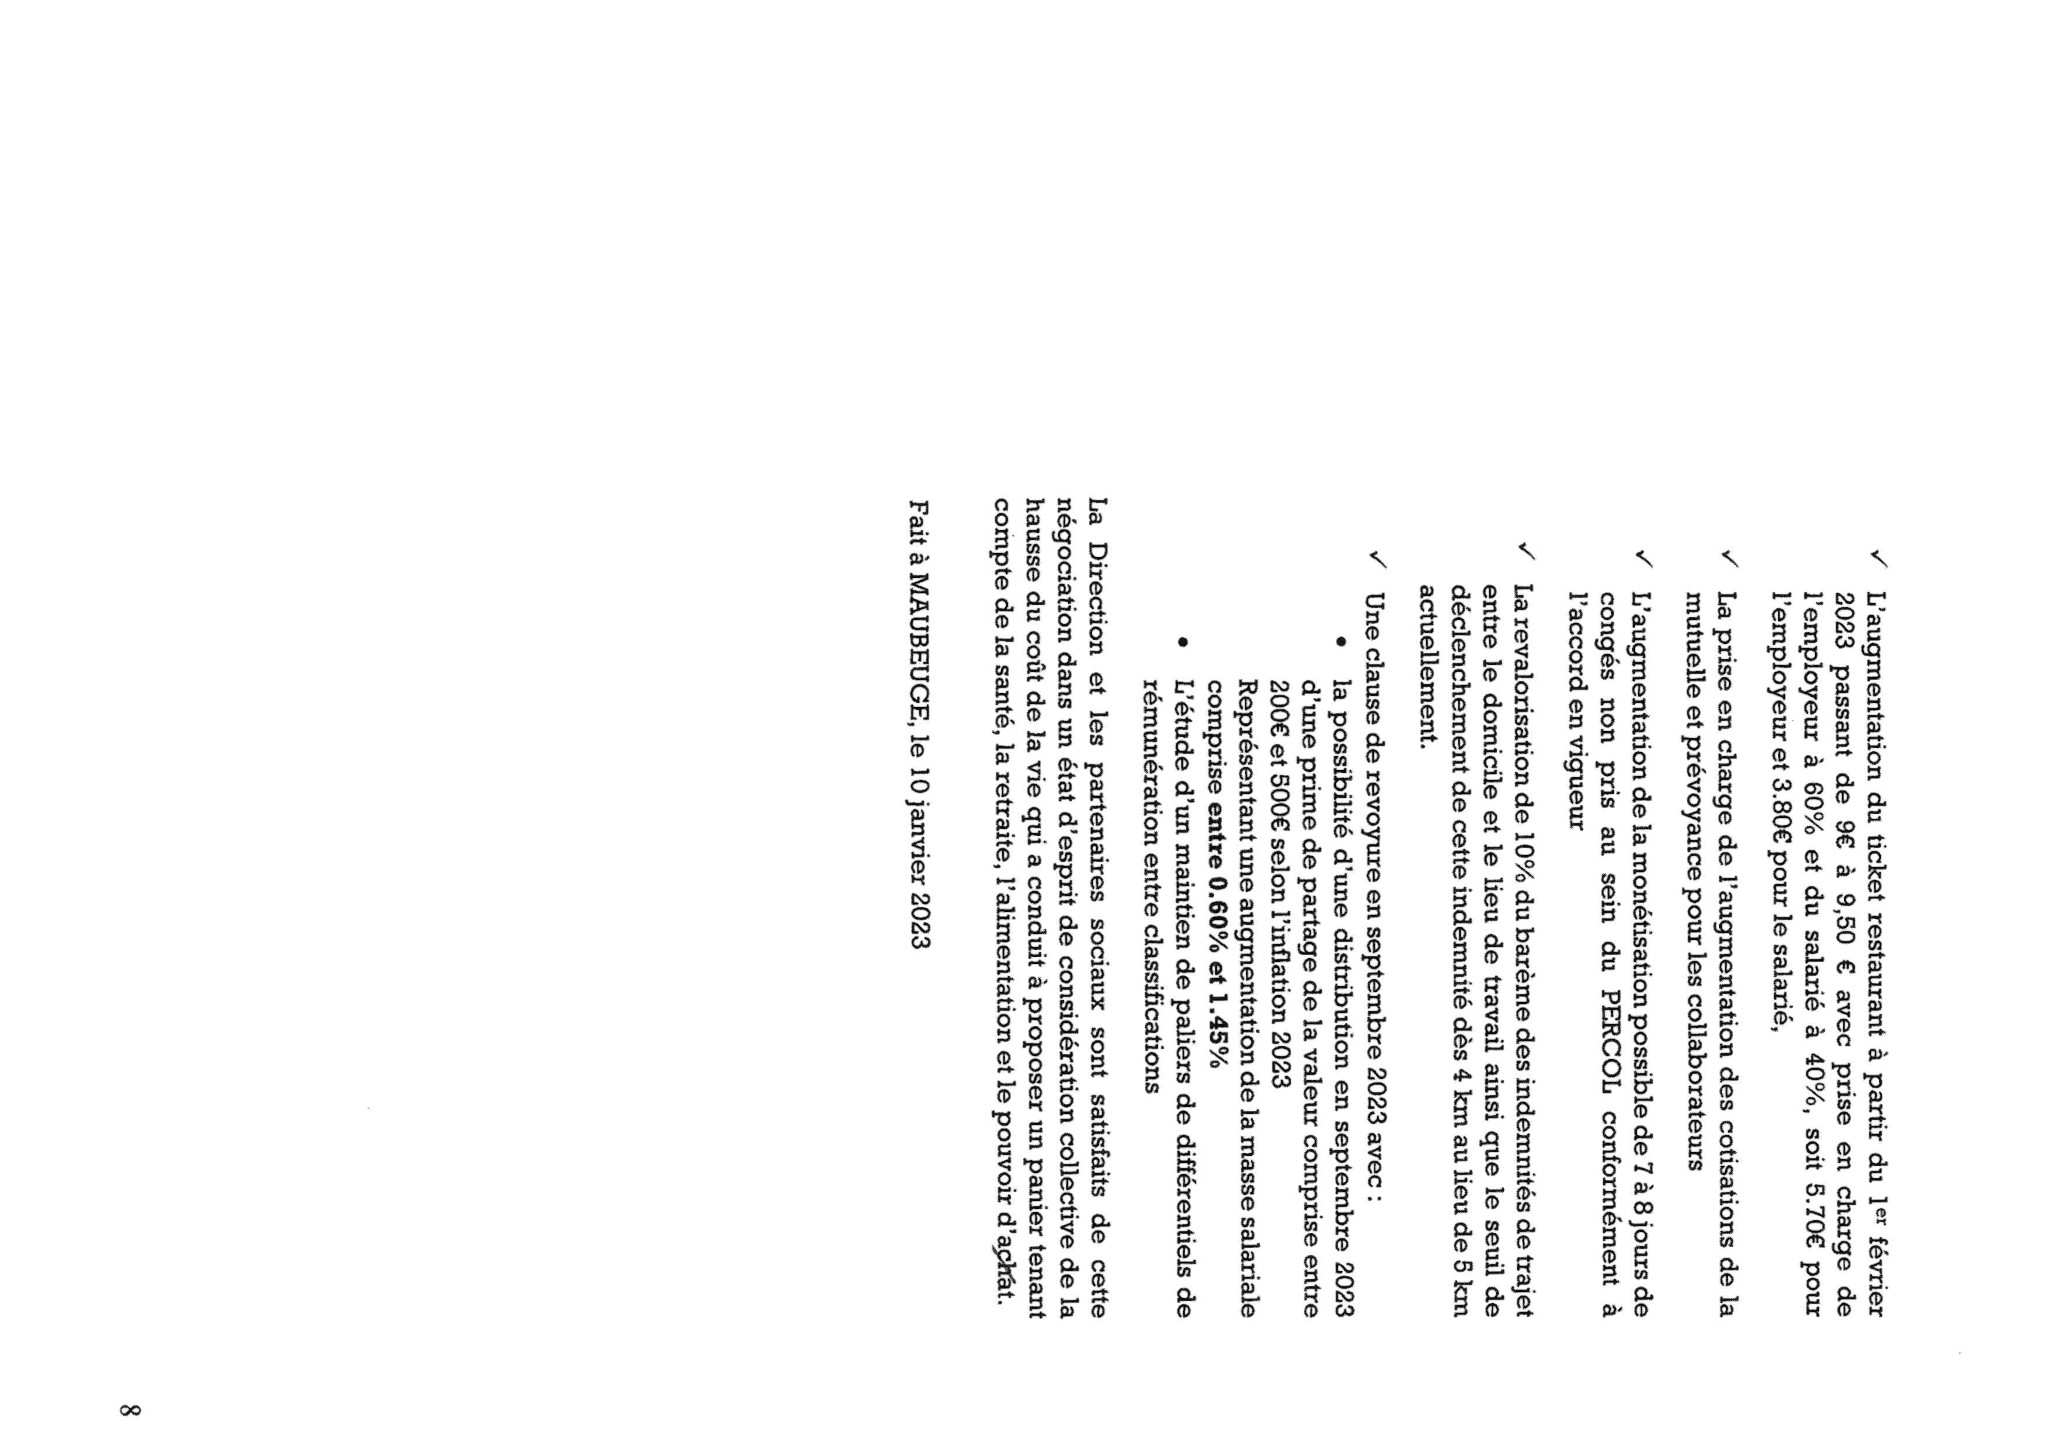 ✓ L'augmentation du ticket restaurant à partir du 1er février
2023 passant de 9€ à 9,50 € avec prise en charge de
l'employeur à 60% et du salarié à 40%, soit 5.70€ pour
l'employeur et 3.80€ pour le salarié,
✓ La prise en charge de l'augmentation des cotisations de la
mutuelle et prévoyance pour les collaborateurs
✓ L'augmentation de la monétisation possible de 7 à 8 jours de
congés non pris au sein du PERCOL conformément à
l'accord en vigueur
✓ La revalorisation de 10% du barème des indemnités de trajet
entre le domicile et le lieu de travail ainsi que le seuil de
déclenchement de cette indemnité dès 4 km au lieu de 5 km
actuellement.
✓ Une clause de revoyure en septembre 2023 avec :
• la possibilité d'une distribution en septembre 2023
d'une prime de partage de la valeur comprise entre
200€ et 500€ selon l'inflation 2023
Représentant une augmentation de la masse salariale
comprise entre 0.60% et 1.45%
• L'étude d'un maintien de paliers de différentiels de
rémunération entre classifications
La Direction et les partenaires sociaux sont satisfaits de cette
négociation dans un état d'esprit de considération collective de la
hausse du coût de la vie qui a conduit à proposer un panier tenant
compte de la santé, la retraite, l'alimentation et le pouvoir d'achat.
Fait à MAUBEUGE, le 10 janvier 2023
8